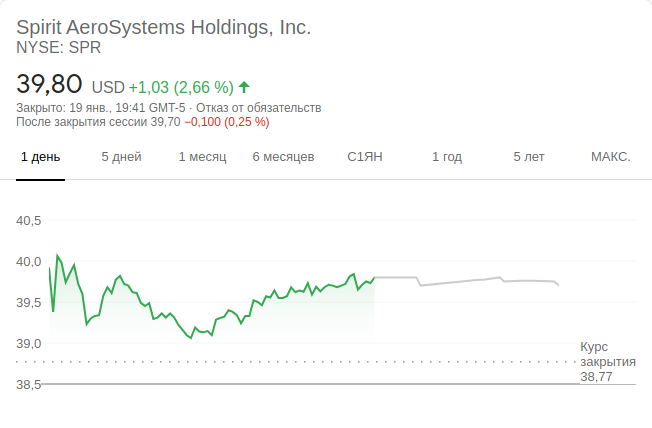 Spirit AeroSystems Holdings, Inc.
NYSE: SPR
39,80 USD +1,03 (2,66 %)
Закрыто: 19 янв., 19:41 GMT-5 · Отказ от обязательств
После закрытия сессии 39,70 −0,100 (0,25 %)
1 день 5 дней 1 месяц 6 месяцев С1ЯН 1 год 5 лет МАКС.
40,5
40,0
39,5
39,0
Курс
закрытия
38,77
38,5